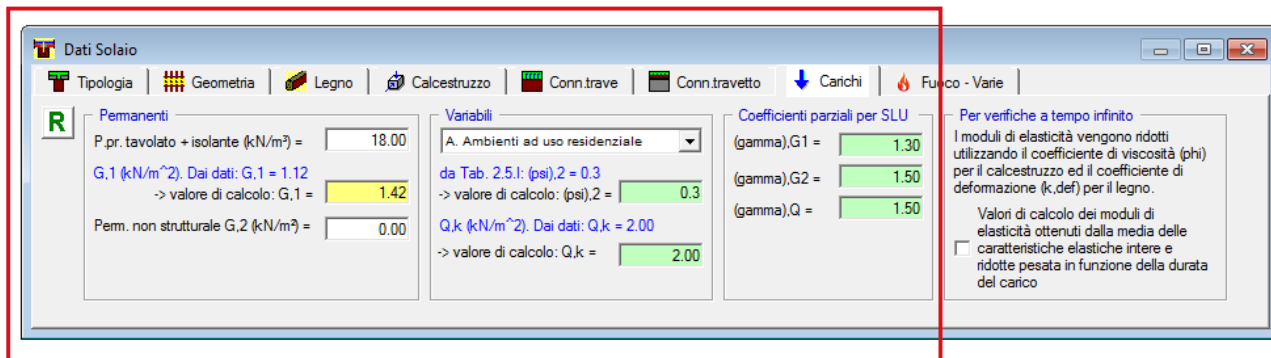 Dati Solaio
Tipologia
Geometria
Legno
Calcestruzzo
Conn.trave
Conn.travetto
Carichi
Fuoco - Varie
R
Permanenti
P.pr. tavolato + isolante (kN/m³) = 18.00
G,1 (kN/m^2). Dai dati: G,1 = 1.12
-> valore di calcolo: G,1 = 1.42
Perm. non strutturale G,2 (kN/m²) = 0.00
Variabili
A. Ambienti ad uso residenziale
da Tab. 2.5.I: (psi),2 = 0.3
-> valore di calcolo: (psi),2 = 0.3
Q,k (kN/m^2). Dai dati: Q,k = 2.00
-> valore di calcolo: Q,k = 2.00
Coefficienti parziali per SLU
(gamma),G1 = 1.30
(gamma),G2 = 1.50
(gamma),Q = 1.50
Per verifiche a tempo infinito
I moduli di elasticità vengono ridotti
utilizzando il coefficiente di viscosità (phi)
per il calcestruzzo ed il coefficiente di
deformazione (k,def) per il legno.
Valori di calcolo dei moduli di
elasticità ottenuti dalla media delle
caratteristiche elastiche intere e
ridotte pesata in funzione della durata
del carico